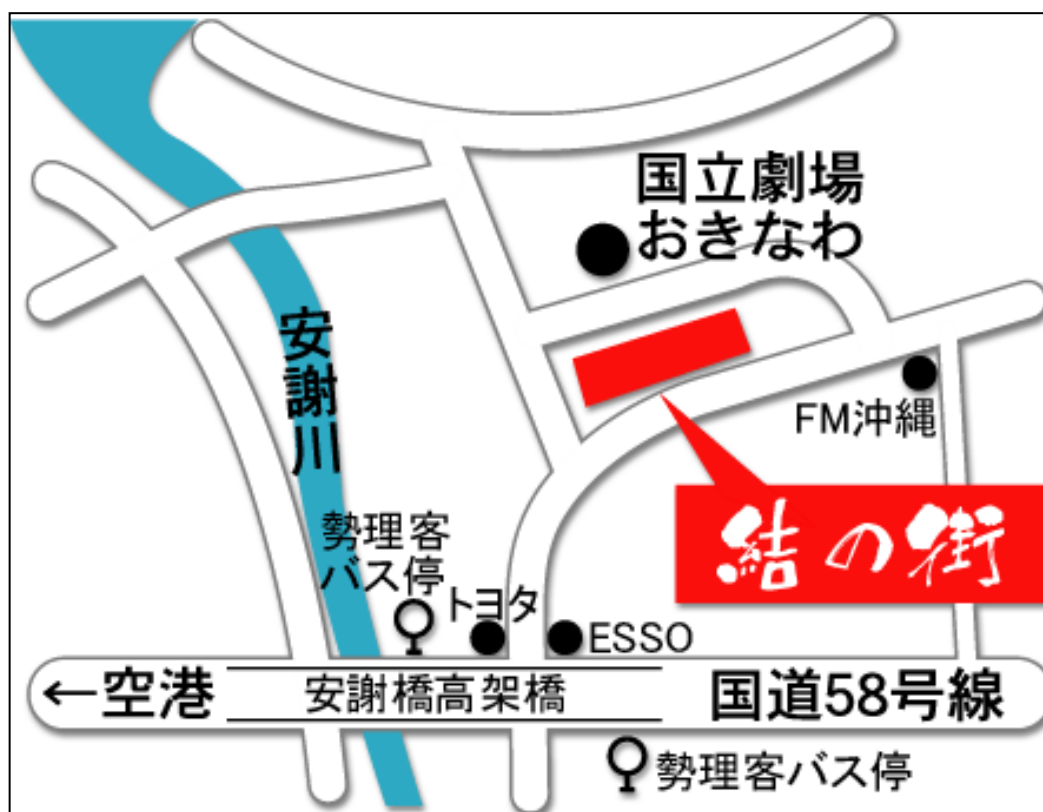 国立劇場
おきなわ
安謝川
FM沖縄
結の街
勢理客
バス停
トヨタ
ESSO
←空港
安謝橋高架橋
国道58号線
勢理客バス停